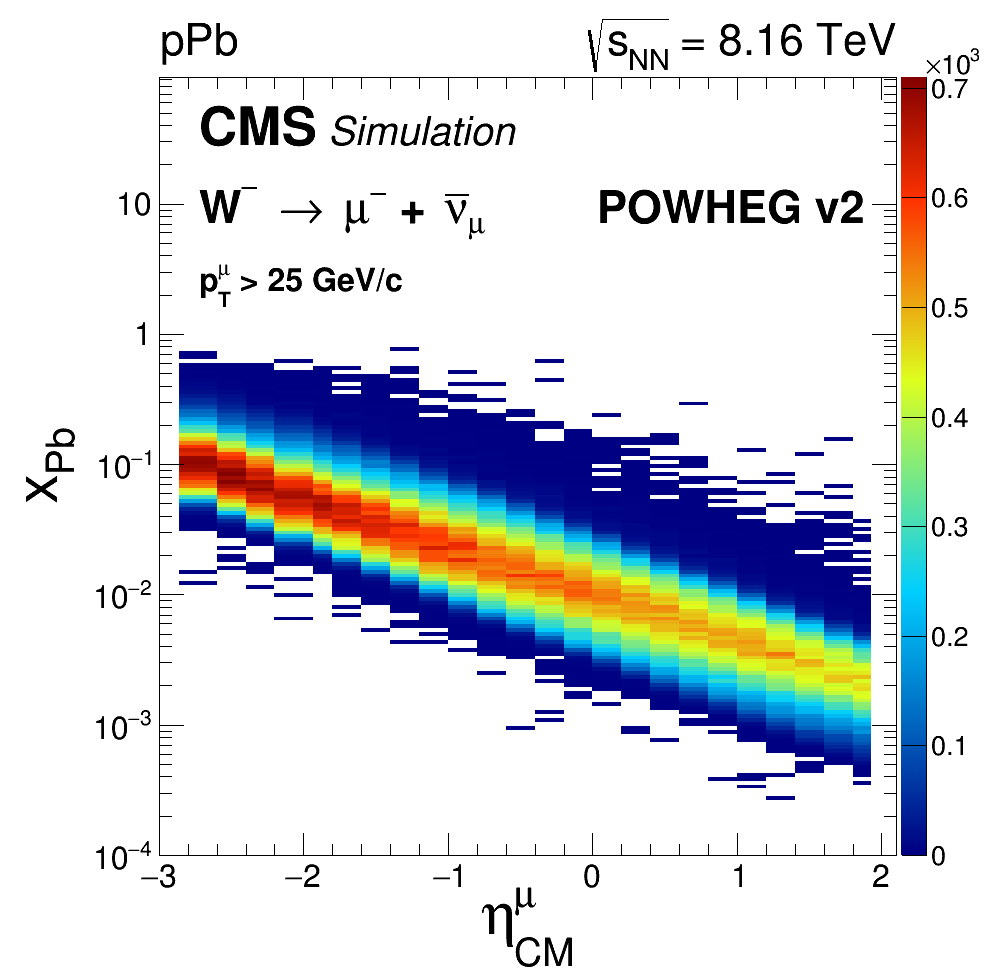 pPb √s_NN = 8.16 TeV
×10³
CMS Simulation
W⁻ → μ⁻ + ν̅_μ POWHEG v2
p_T^μ > 25 GeV/c
10
1
10⁻¹
10⁻²
10⁻³
10⁻⁴
x_Pb
−3 −2 −1 0 1 2
η_CM^μ
0.7
0.6
0.5
0.4
0.3
0.2
0.1
0